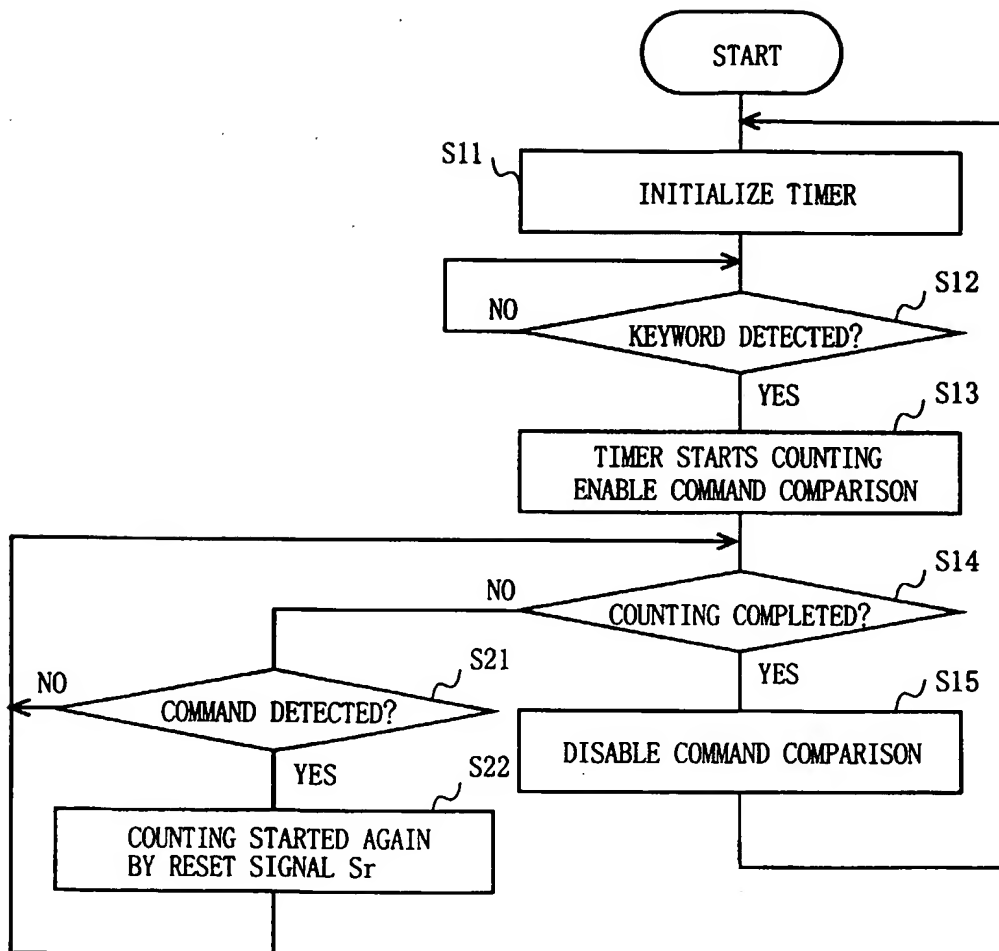 START
S11
INITIALIZE TIMER
S12
NO
KEYWORD DETECTED?
YES
S13
TIMER STARTS COUNTING
ENABLE COMMAND COMPARISON
S14
NO
COUNTING COMPLETED?
YES
S21
NO
COMMAND DETECTED?
S15
DISABLE COMMAND COMPARISON
YES
S22
COUNTING STARTED AGAIN
BY RESET SIGNAL Sr